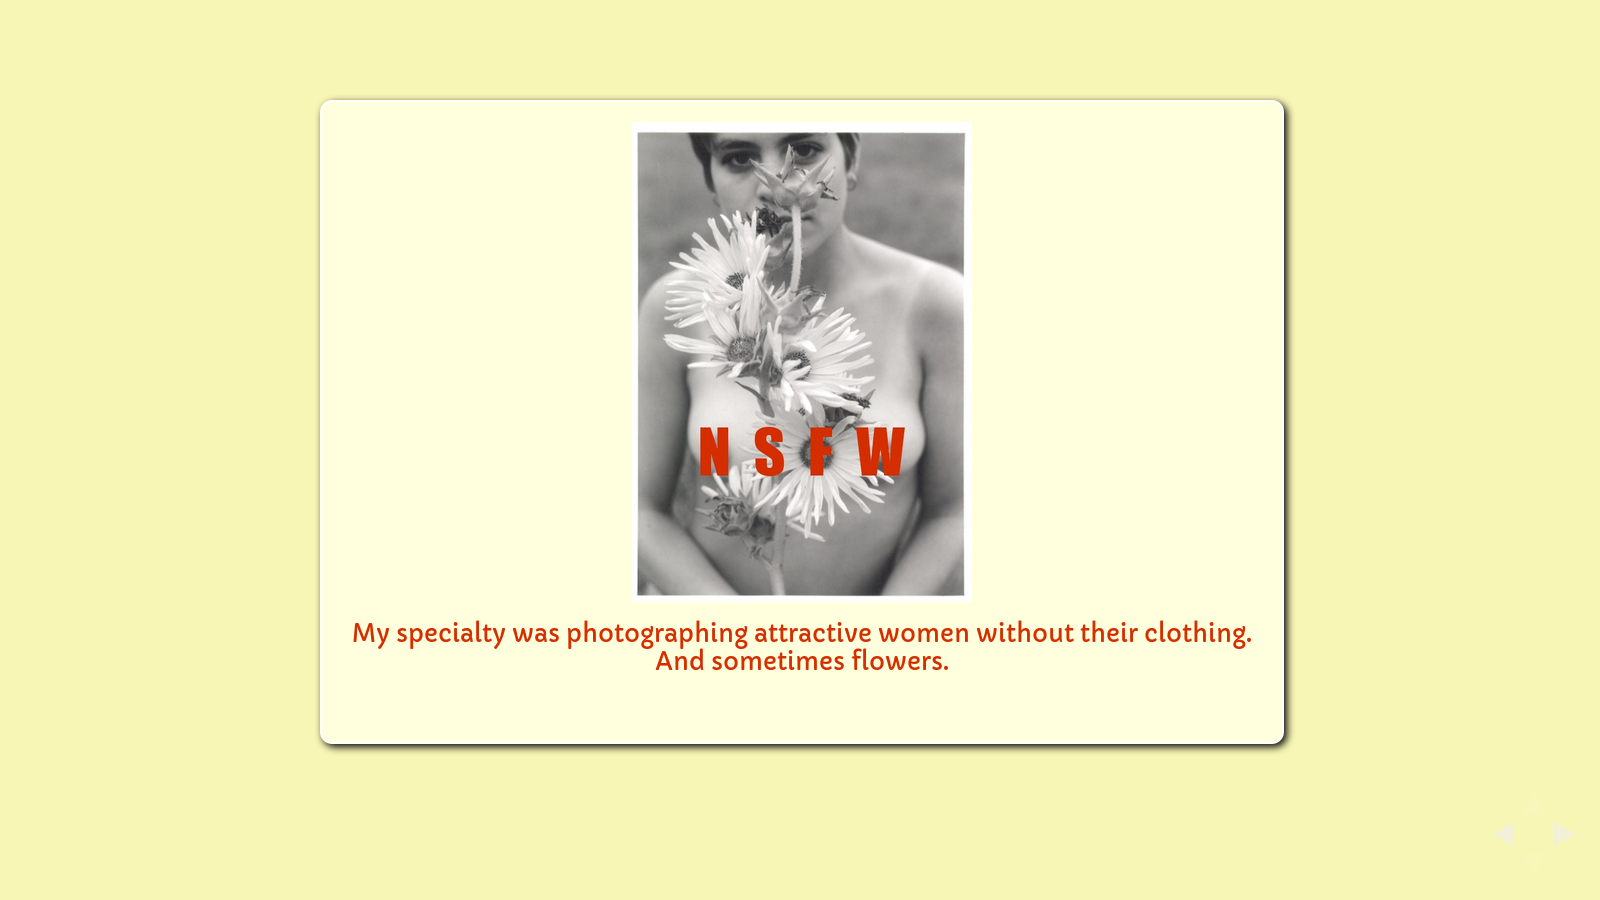 N S F W
My specialty was photographing attractive women without their clothing.
And sometimes flowers.